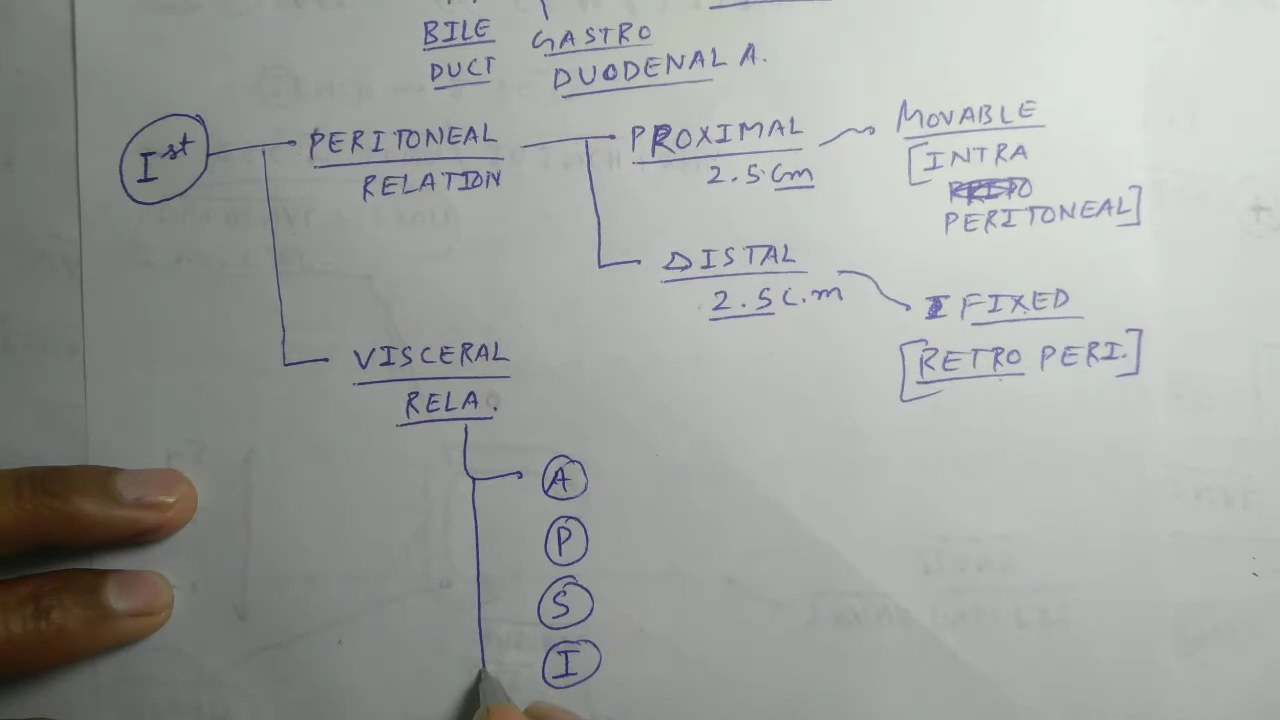 BILE
DUCT
GASTRO
DUODENAL A.
Ist
PERITONEAL
RELATION
PROXIMAL
2.5 cm
MOVABLE
[INTRA
PERITONEAL]
DISTAL
2.5 C.m
FIXED
[RETRO PERI.]
VISCERAL
RELA.
A
P
S
I